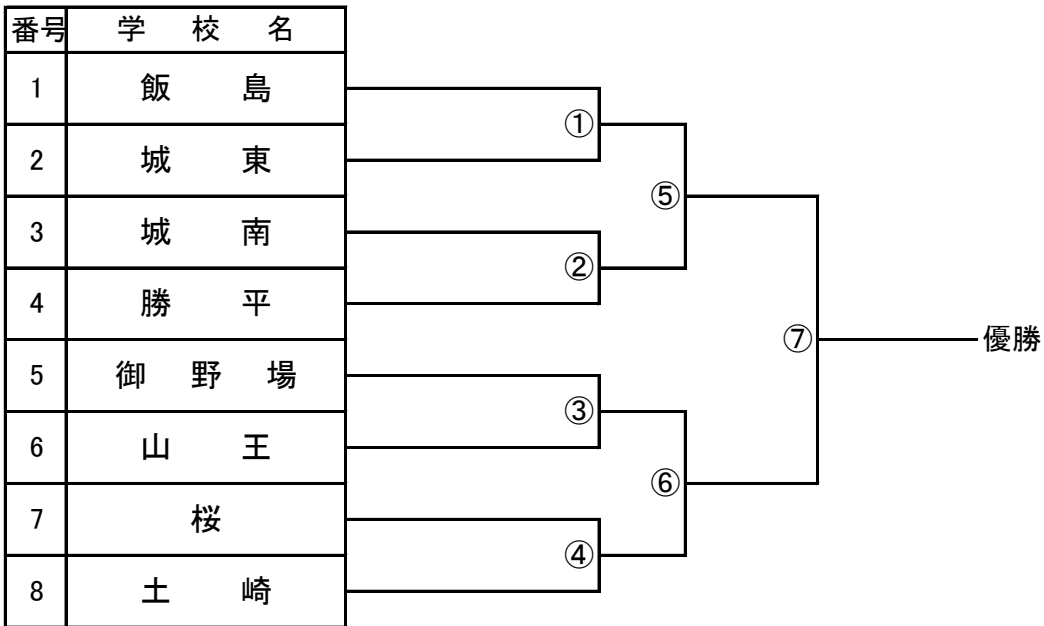 番号 学校名
1 飯島
①
2 城東
⑤
3 城南
②
4 勝平
⑦ 優勝
5 御野場
③
6 山王
⑥
7 桜
④
8 土崎